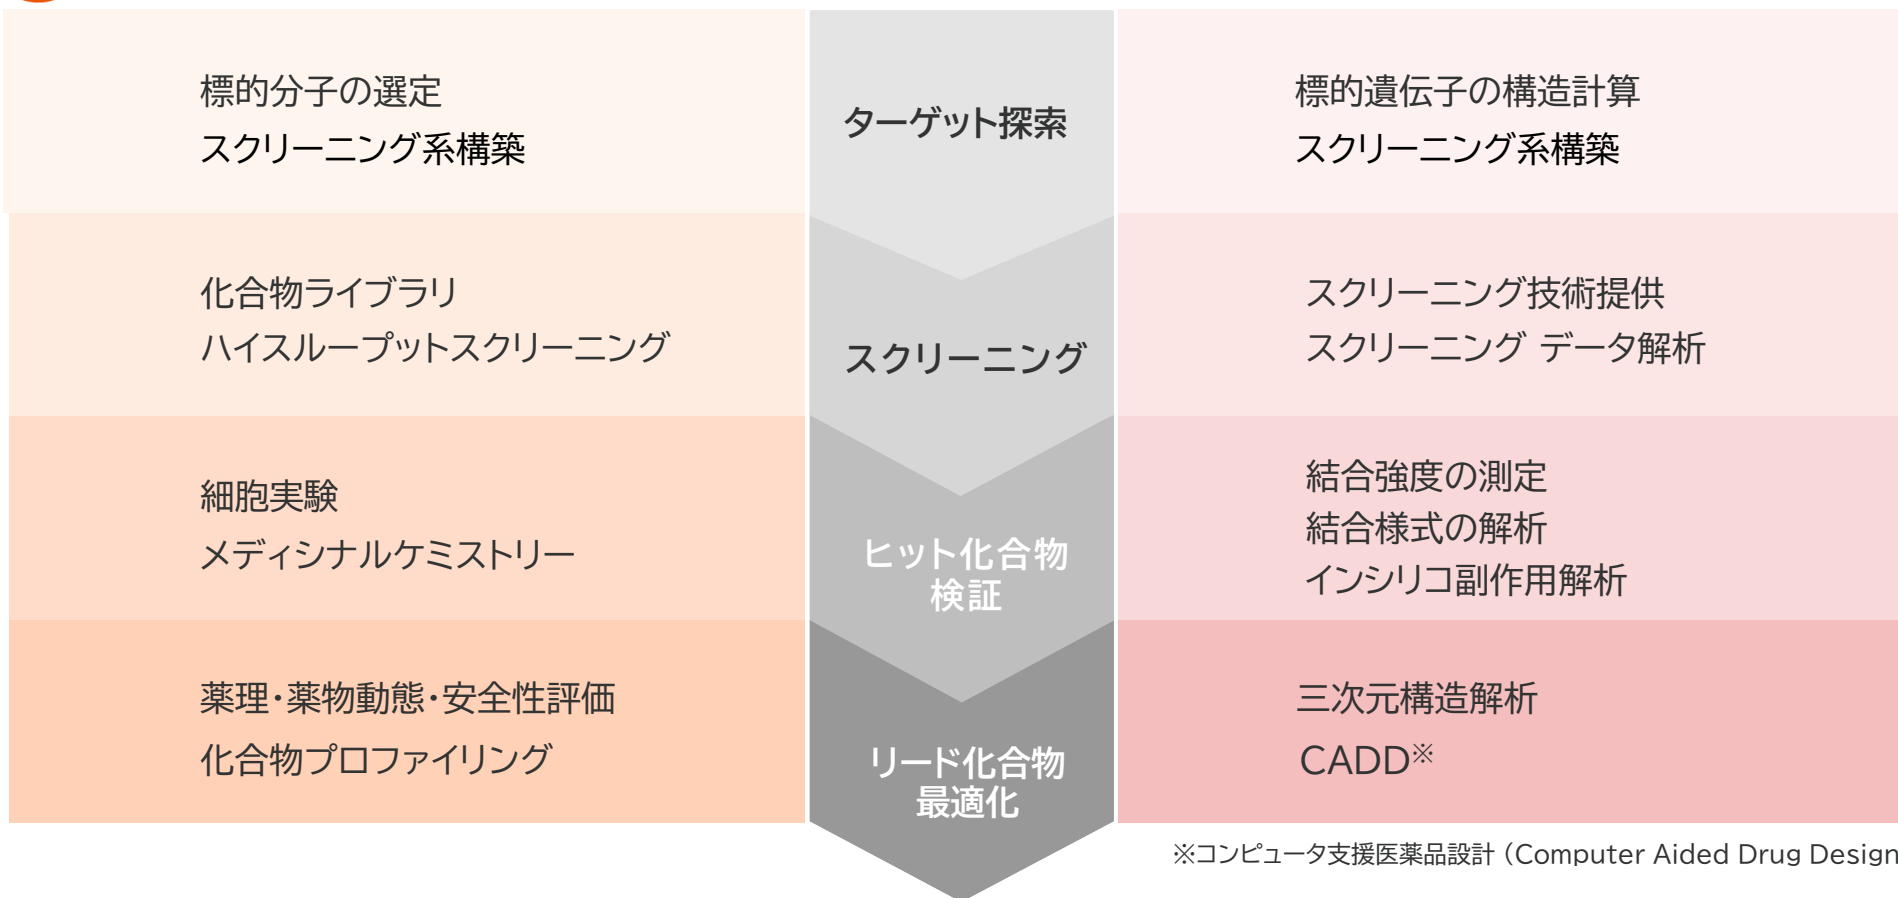 標的分子の選定
スクリーニング系構築
ターゲット探索
標的遺伝子の構造計算
スクリーニング系構築
化合物ライブラリ
ハイスループットスクリーニング
スクリーニング
スクリーニング技術提供
スクリーニング データ解析
細胞実験
メディシナルケミストリー
ヒット化合物
検証
結合強度の測定
結合様式の解析
インシリコ副作用解析
薬理・薬物動態・安全性評価
化合物プロファイリング
リード化合物
最適化
三次元構造解析
CADD※
※コンピュータ支援医薬品設計（Computer Aided Drug Design